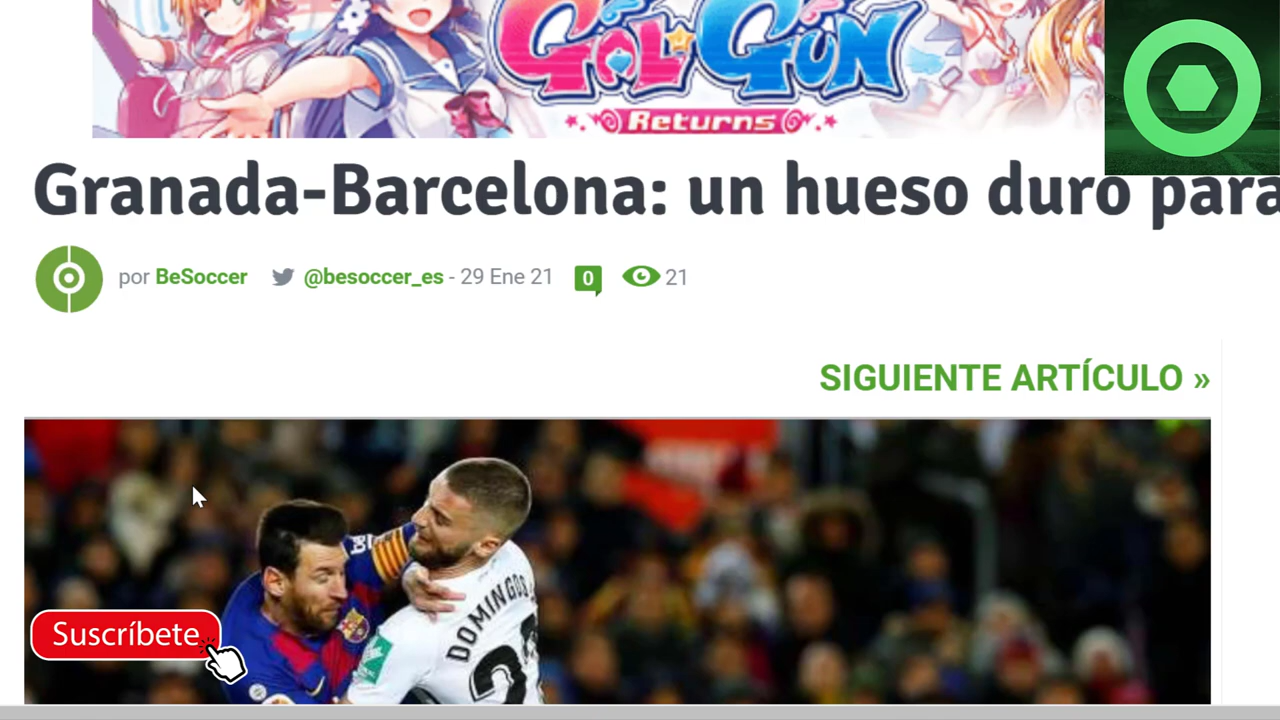 GAL★GUN
Returns
Granada-Barcelona: un hueso duro para
por BeSoccer @besoccer_es - 29 Ene 21 0 21
SIGUIENTE ARTÍCULO »
DOMINGOS
Suscríbete